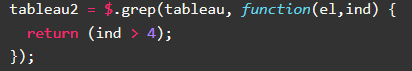 tableau2 = $.grep(tableau, function(el,ind) {
  return (ind > 4);
});